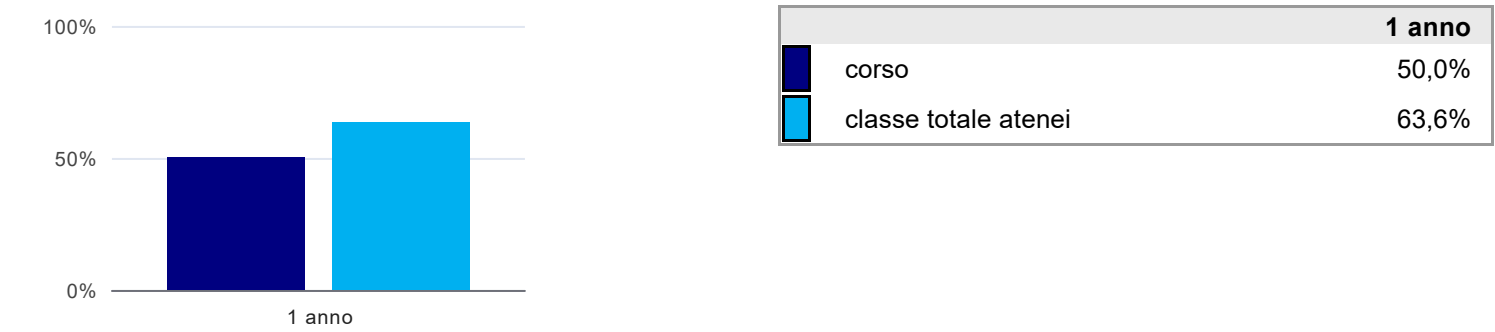 100%
50%
0%
1 anno
1 anno
corso 50,0%
classe totale atenei 63,6%